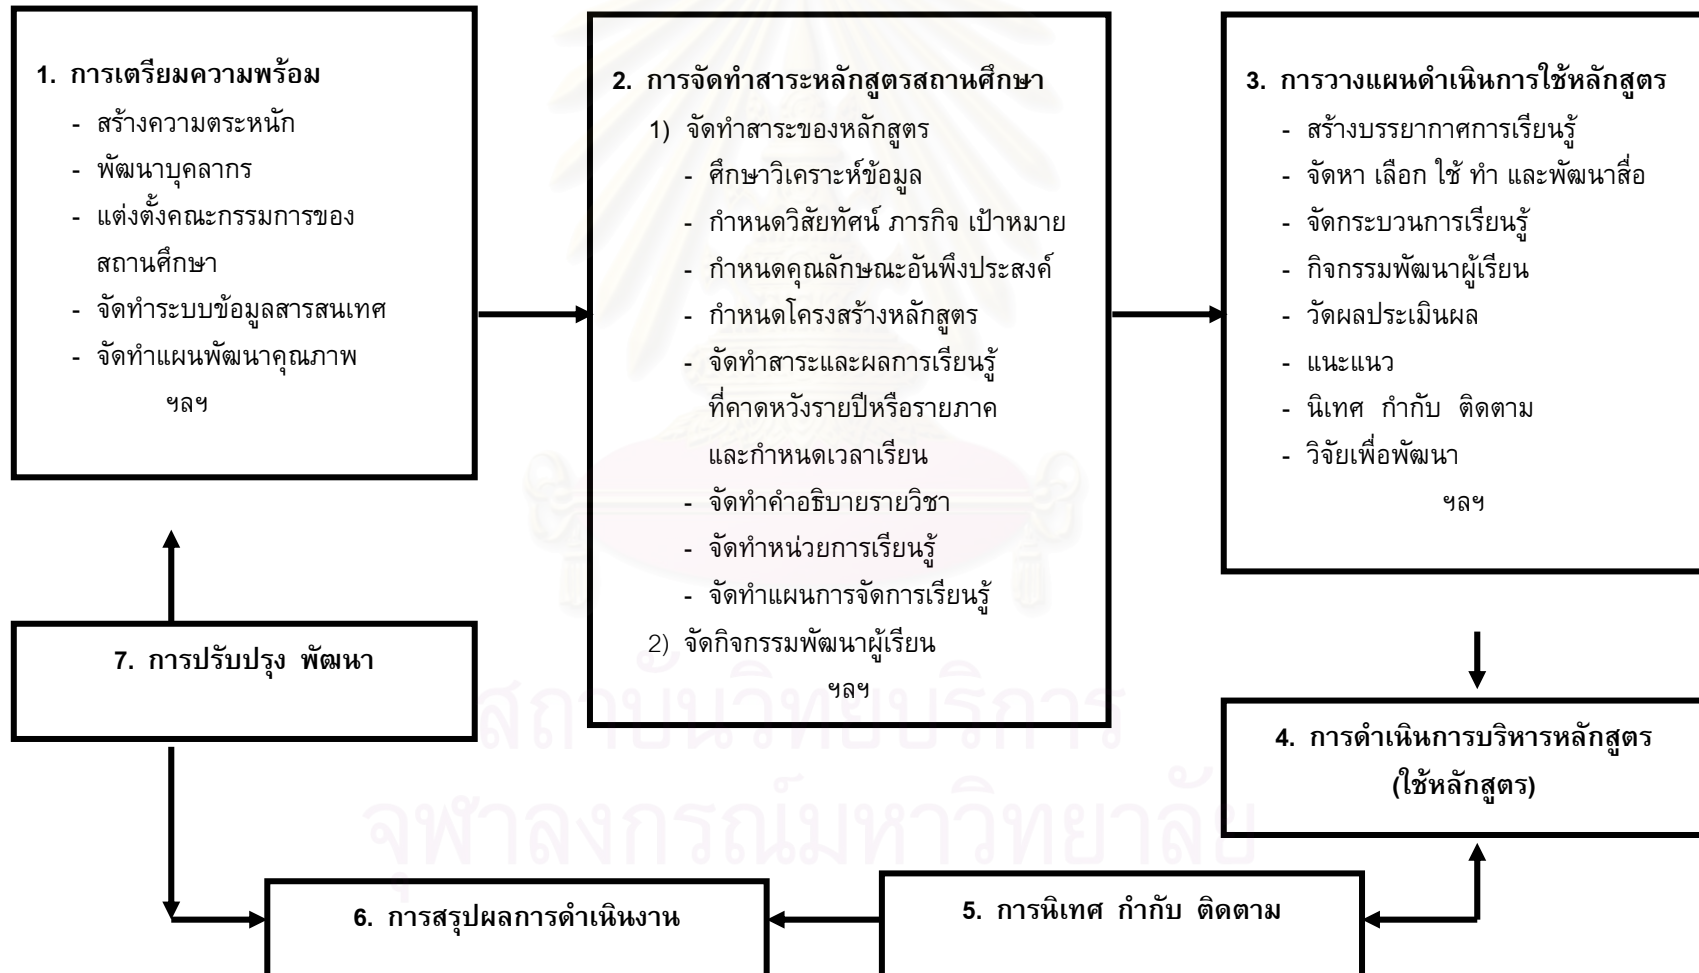 1. การเตรียมความพร้อม
- สร้างความตระหนัก
- พัฒนาบุคลากร
- แต่งตั้งคณะกรรมการของ
สถานศึกษา
- จัดทำระบบข้อมูลสารสนเทศ
- จัดทำแผนพัฒนาคุณภาพ
ฯลฯ
2. การจัดทำสาระหลักสูตรสถานศึกษา
1) จัดทำสาระของหลักสูตร
- ศึกษาวิเคราะห์ข้อมูล
- กำหนดวิสัยทัศน์ ภารกิจ เป้าหมาย
- กำหนดคุณลักษณะอันพึงประสงค์
- กำหนดโครงสร้างหลักสูตร
- จัดทำสาระและผลการเรียนรู้
ที่คาดหวังรายปีหรือรายภาค
และกำหนดเวลาเรียน
- จัดทำคำอธิบายรายวิชา
- จัดทำหน่วยการเรียนรู้
- จัดทำแผนการจัดการเรียนรู้
2) จัดกิจกรรมพัฒนาผู้เรียน
ฯลฯ
3. การวางแผนดำเนินการใช้หลักสูตร
- สร้างบรรยากาศการเรียนรู้
- จัดหา เลือก ใช้ ทำ และพัฒนาสื่อ
- จัดกระบวนการเรียนรู้
- กิจกรรมพัฒนาผู้เรียน
- วัดผลประเมินผล
- แนะแนว
- นิเทศ กำกับ ติดตาม
- วิจัยเพื่อพัฒนา
ฯลฯ
4. การดำเนินการบริหารหลักสูตร
(ใช้หลักสูตร)
5. การนิเทศ กำกับ ติดตาม
6. การสรุปผลการดำเนินงาน
7. การปรับปรุง พัฒนา
สถาบันวิทยบริการ
จุฬาลงกรณ์มหาวิทยาลัย